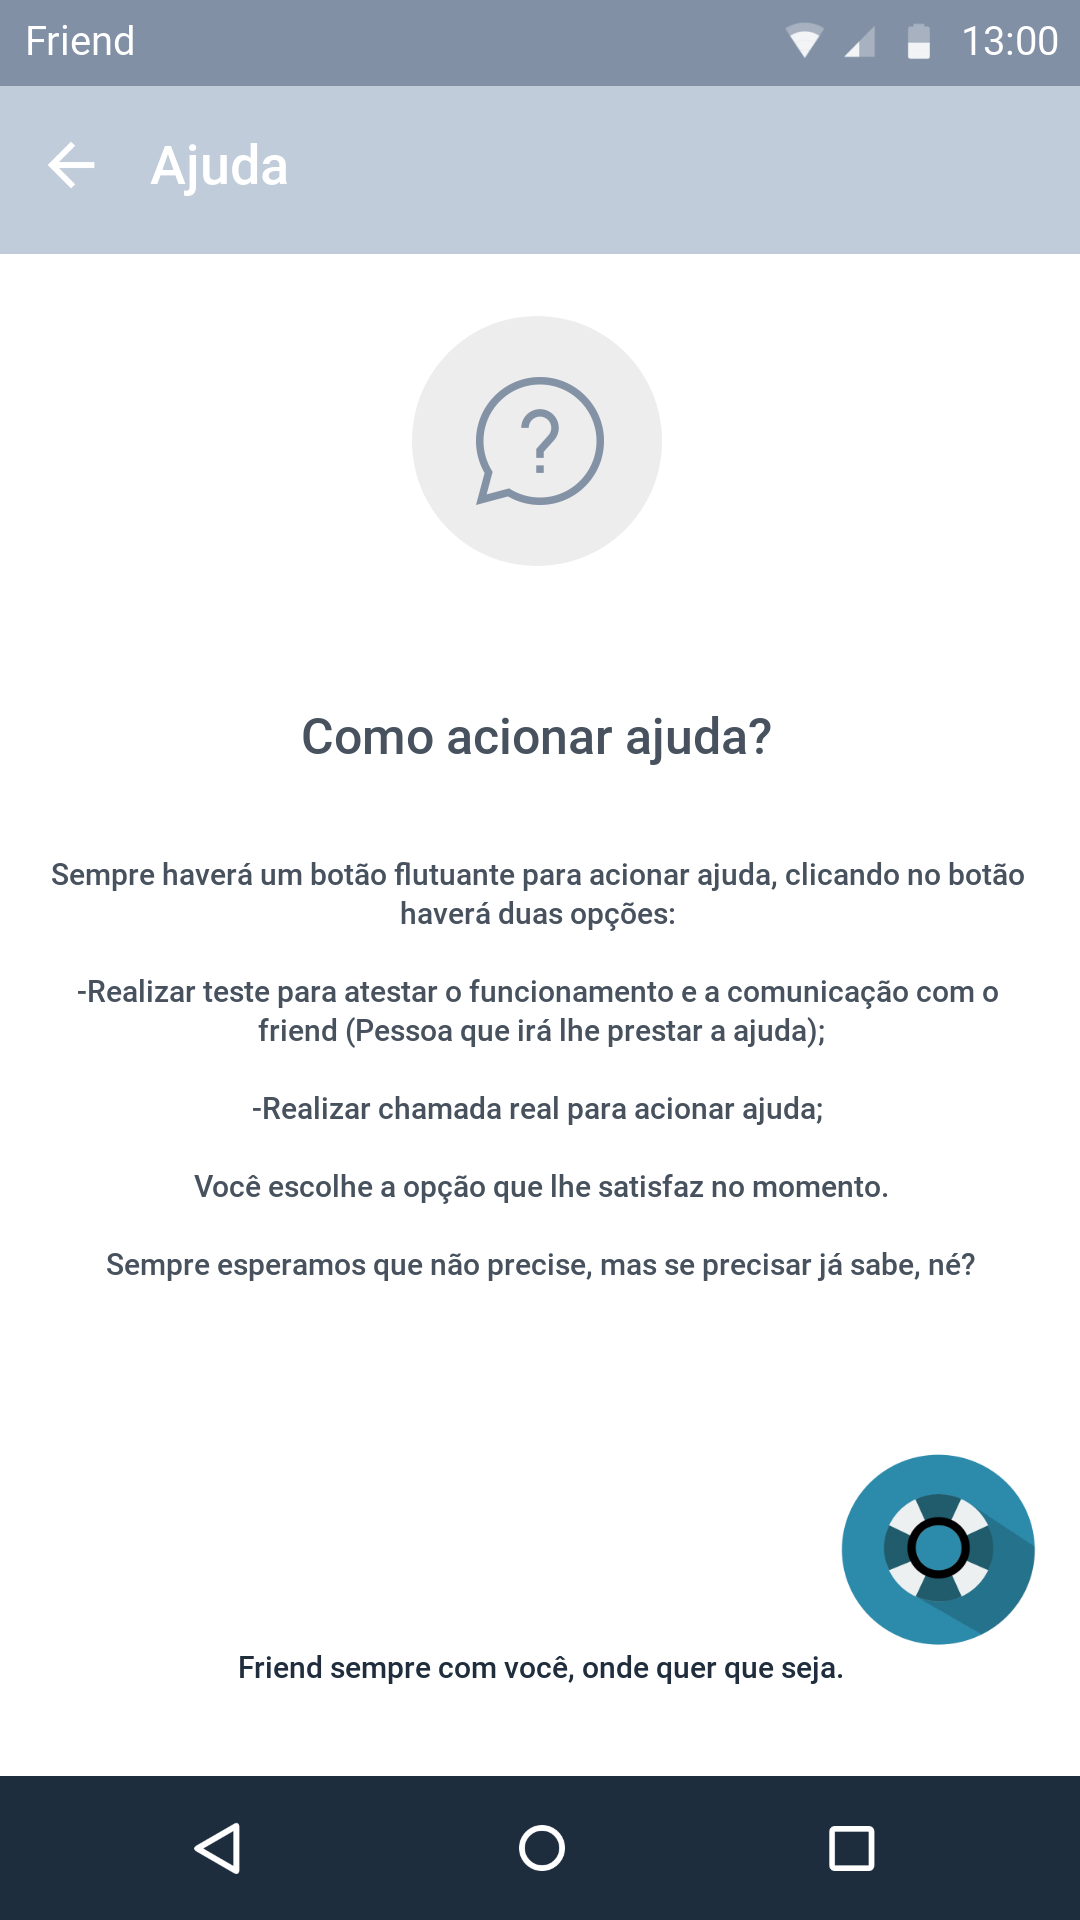 Friend 13:00
Ajuda
?
Como acionar ajuda?
Sempre haverá um botão flutuante para acionar ajuda, clicando no botão
haverá duas opções:
-Realizar teste para atestar o funcionamento e a comunicação com o
friend (Pessoa que irá lhe prestar a ajuda);
-Realizar chamada real para acionar ajuda;
Você escolhe a opção que lhe satisfaz no momento.
Sempre esperamos que não precise, mas se precisar já sabe, né?
Friend sempre com você, onde quer que seja.